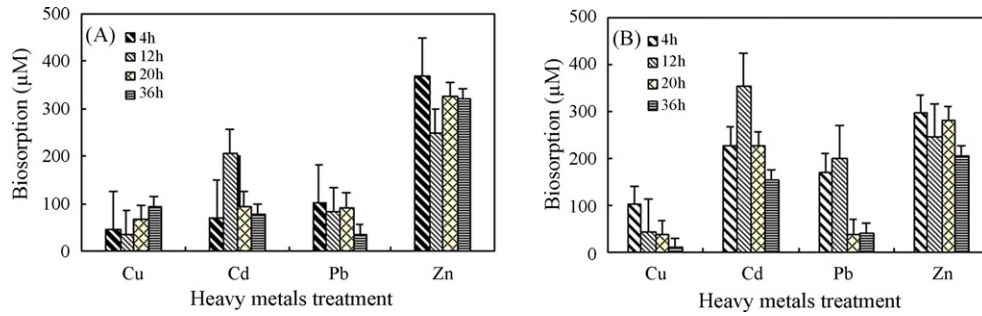 (A)
4h
12h
20h
36h
500
400
300
200
100
0
Biosorption (µM)
Cu Cd Pb Zn
Heavy metals treatment
(B)
4h
12h
20h
36h
500
400
300
200
100
0
Biosorption (µM)
Cu Cd Pb Zn
Heavy metals treatment